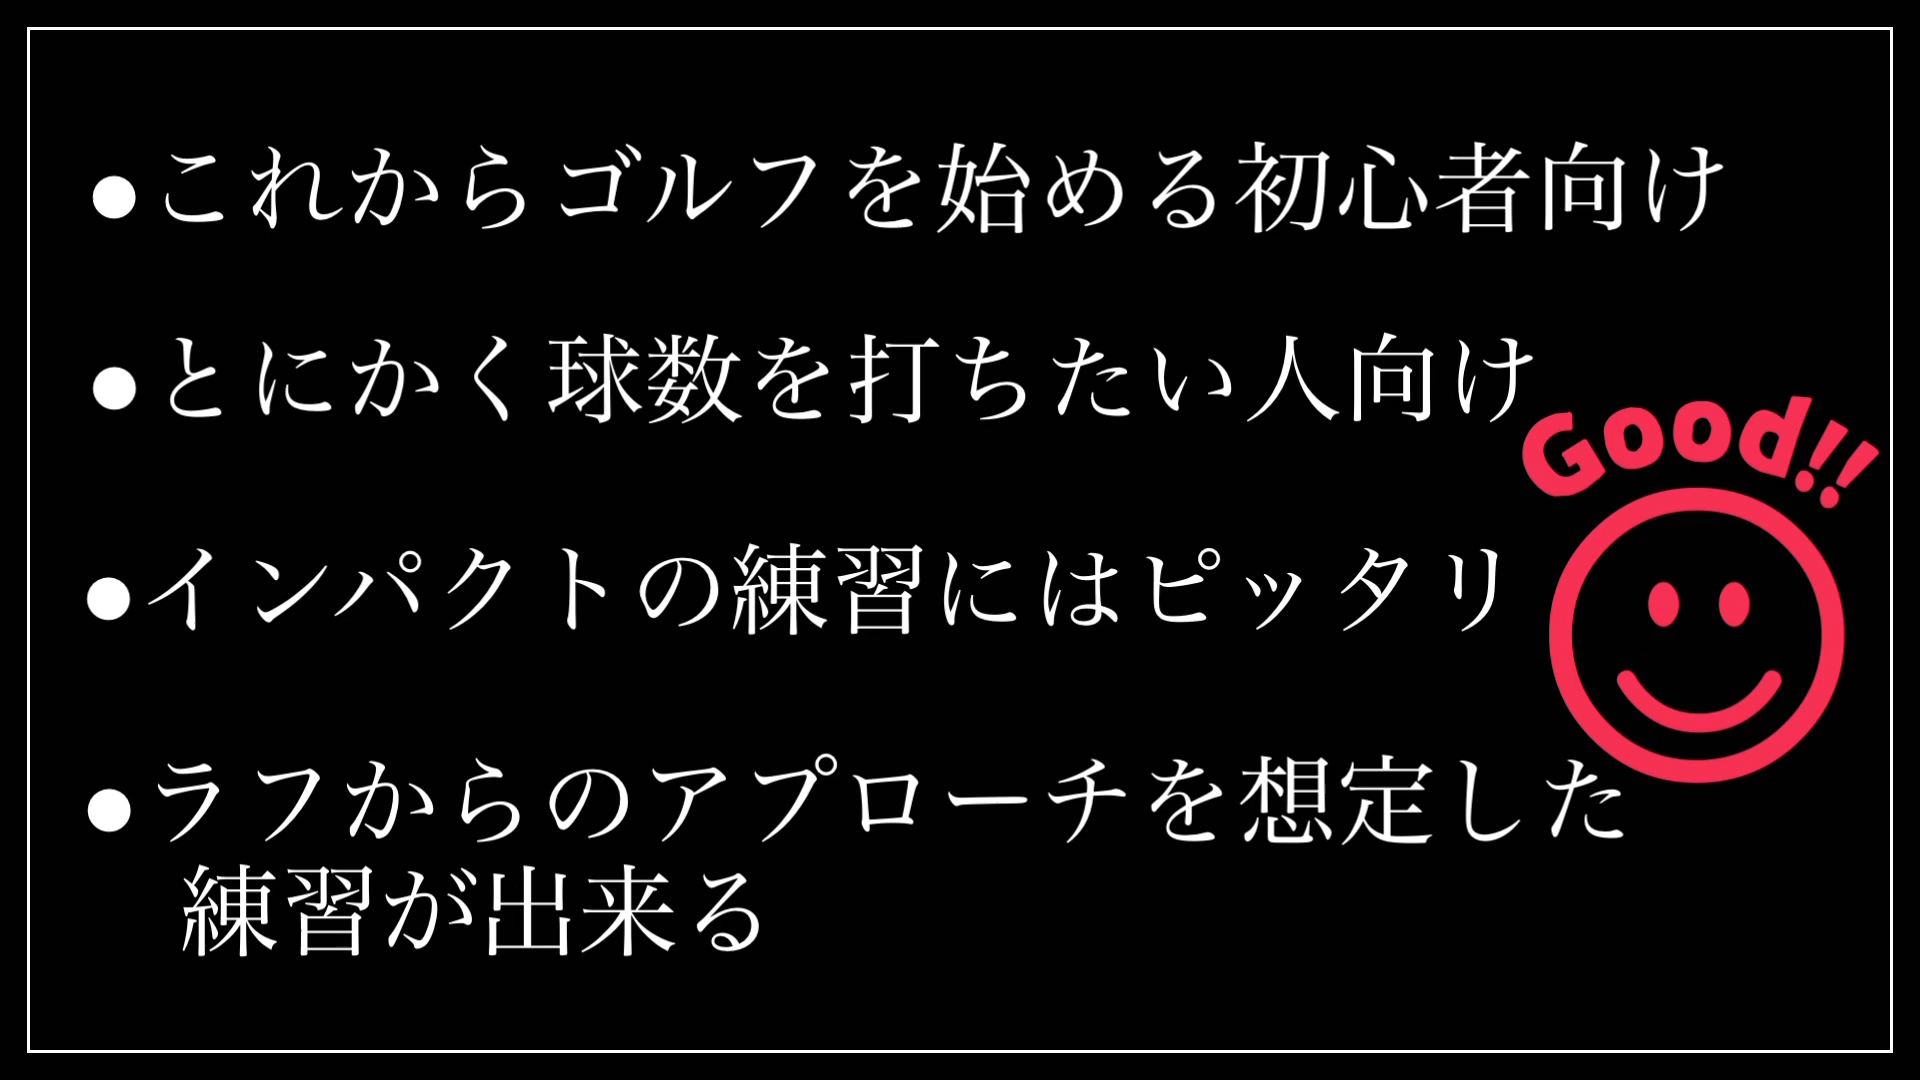 ●これからゴルフを始める初心者向け
●とにかく球数を打ちたい人向け
Good!!
●インパクトの練習にはピッタリ
●ラフからのアプローチを想定した
練習が出来る